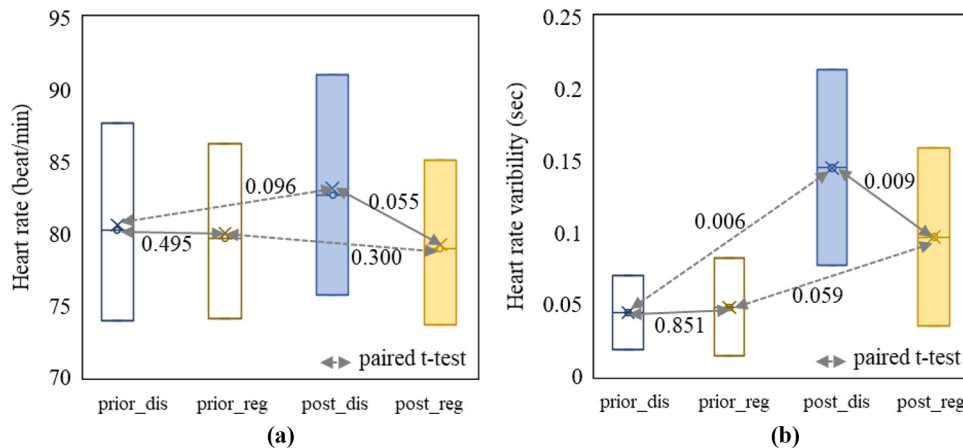 Heart rate (beat/min)
95
90
85
80
75
70
0.096
0.055
0.495
0.300
paired t-test
prior_dis prior_reg post_dis post_reg
(a)
Heart rate varibility (sec)
0.25
0.2
0.15
0.1
0.05
0
0.009
0.006
0.059
0.851
paired t-test
prior_dis prior_reg post_dis post_reg
(b)